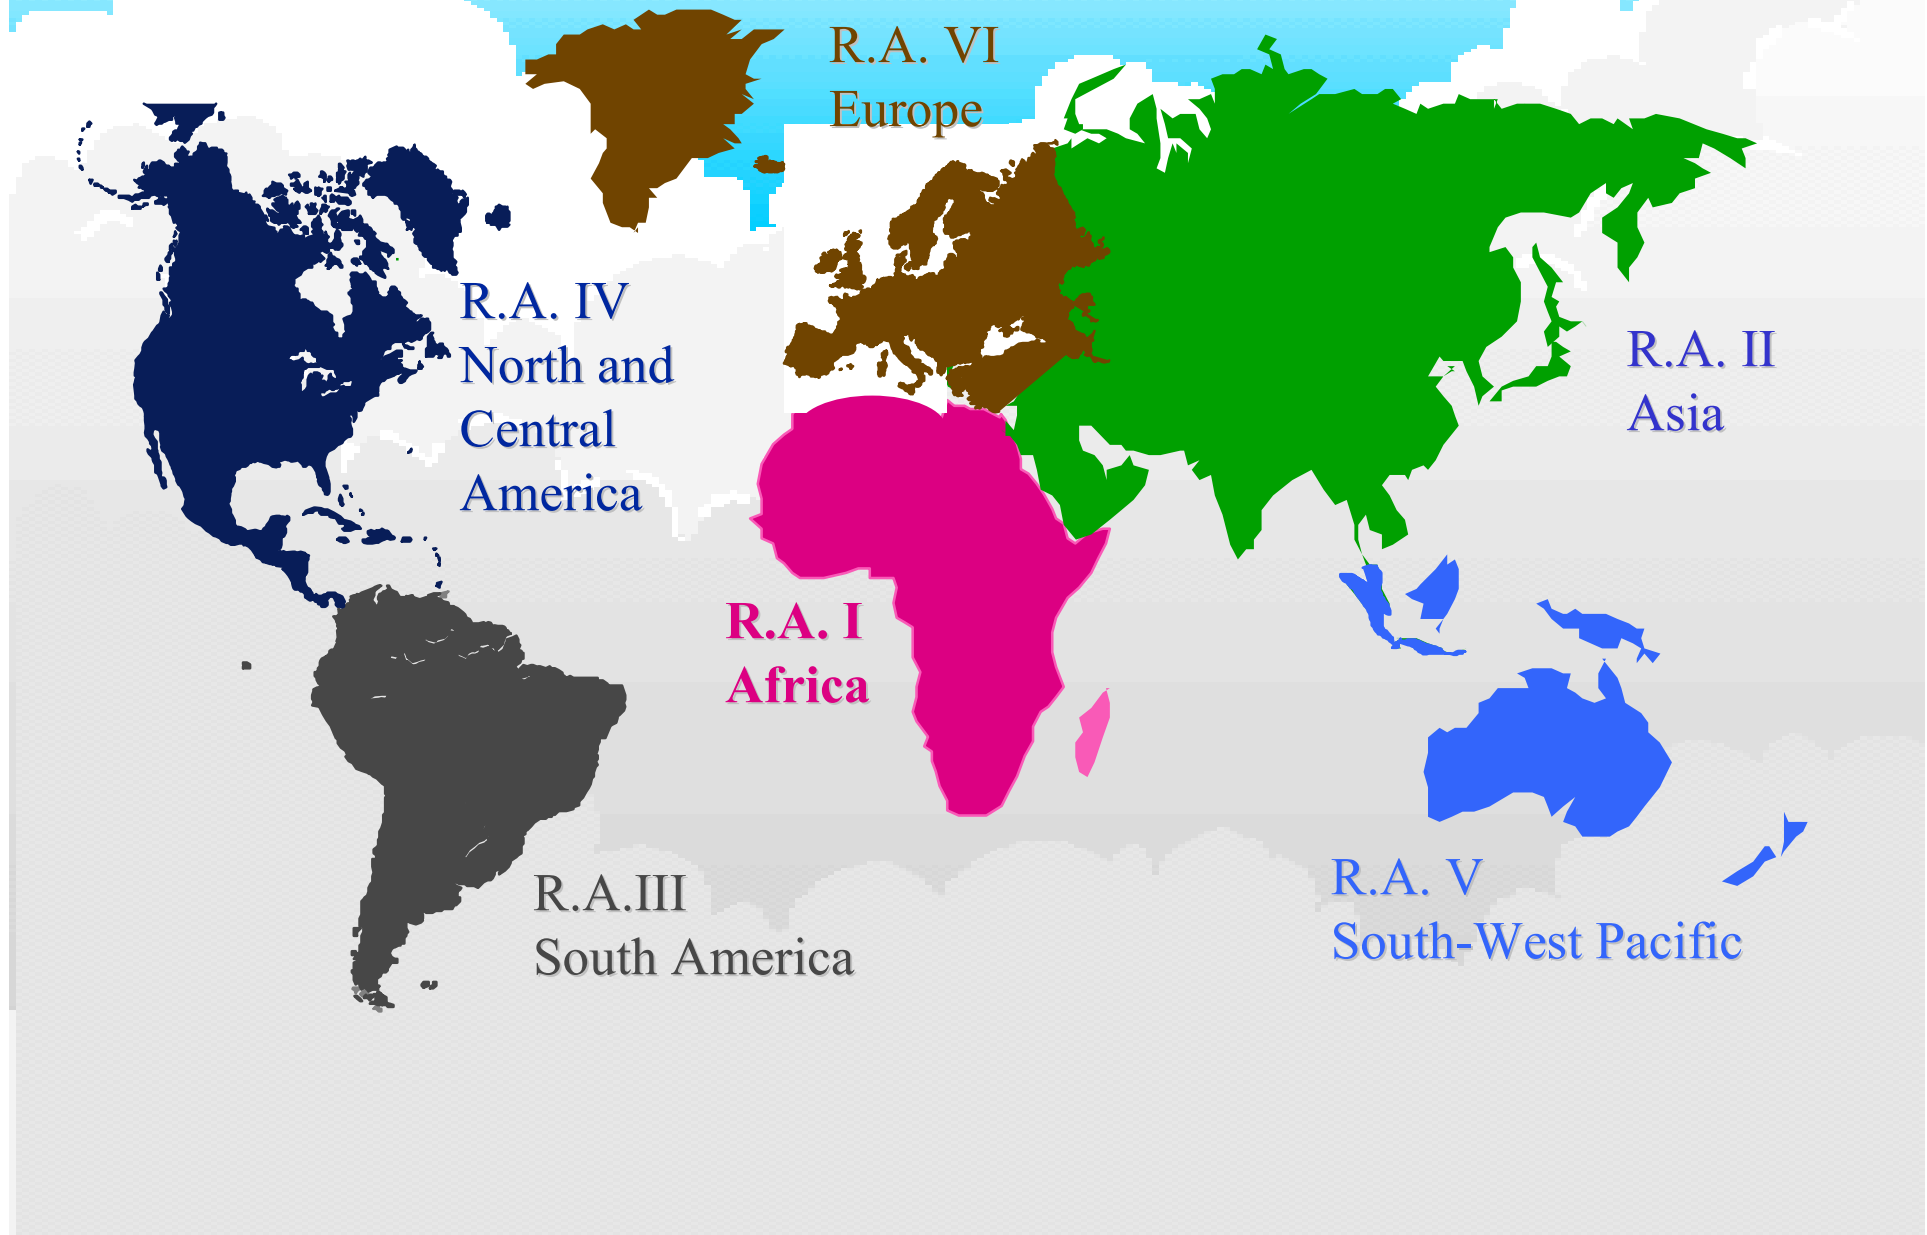 R.A. VI
Europe
R.A. IV
North and
Central
America
R.A. II
Asia
R.A. I
Africa
R.A.III
South America
R.A. V
South-West Pacific